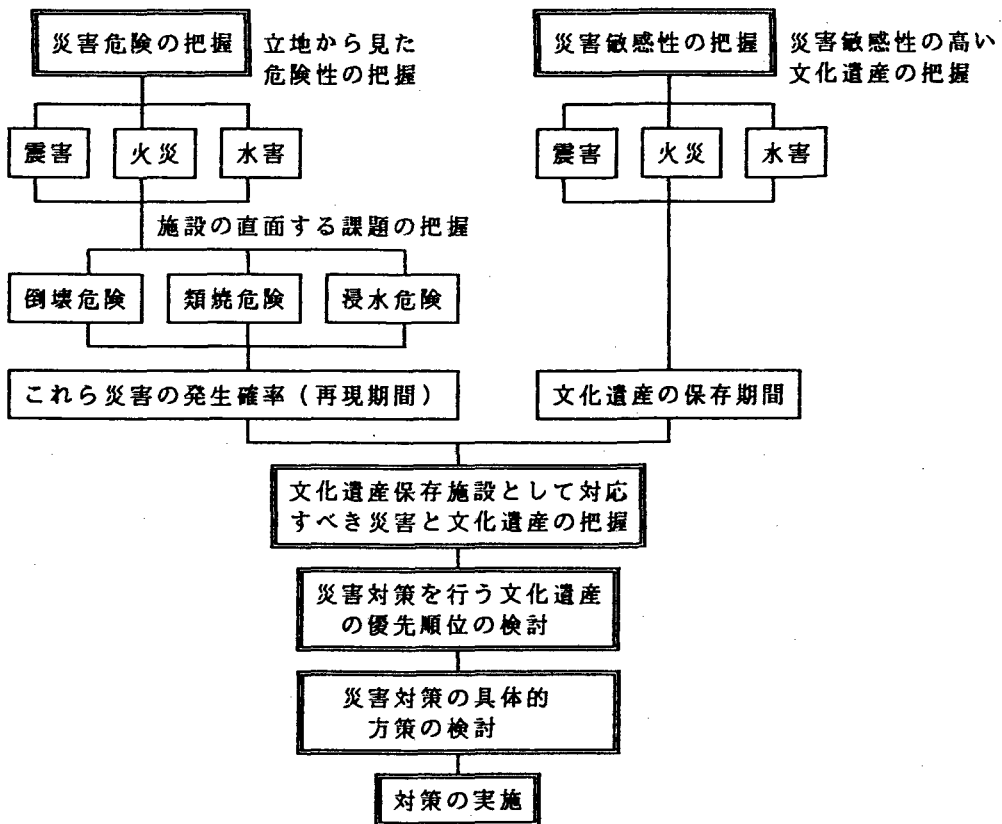 災害危険の把握
立地から見た
危険性の把握
災害敏感性の把握
災害敏感性の高い
文化遺産の把握
震害
火災
水害
震害
火災
水害
施設の直面する課題の把握
倒壊危険
類焼危険
浸水危険
これら災害の発生確率(再現期間)
文化遺産の保存期間
文化遺産保存施設として対応
すべき災害と文化遺産の把握
災害対策を行う文化遺産
の優先順位の検討
災害対策の具体的
方策の検討
対策の実施